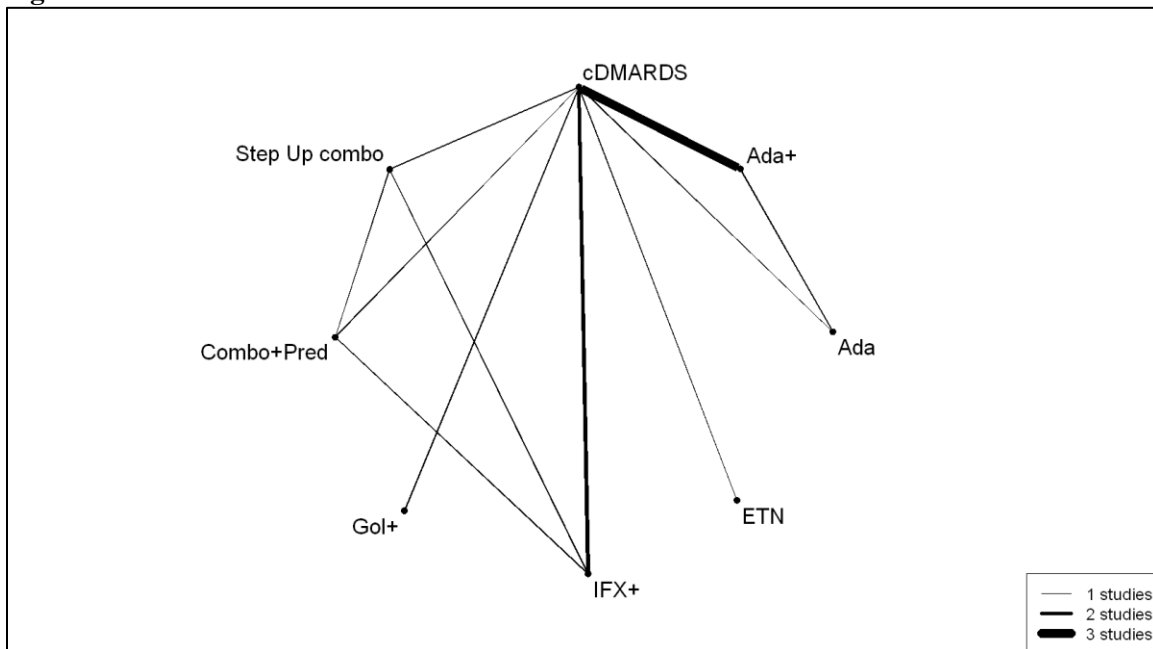 cDMARDS
Step Up combo
Ada+
Combo+Pred
Ada
Gol+
ETN
IFX+
1 studies
2 studies
3 studies